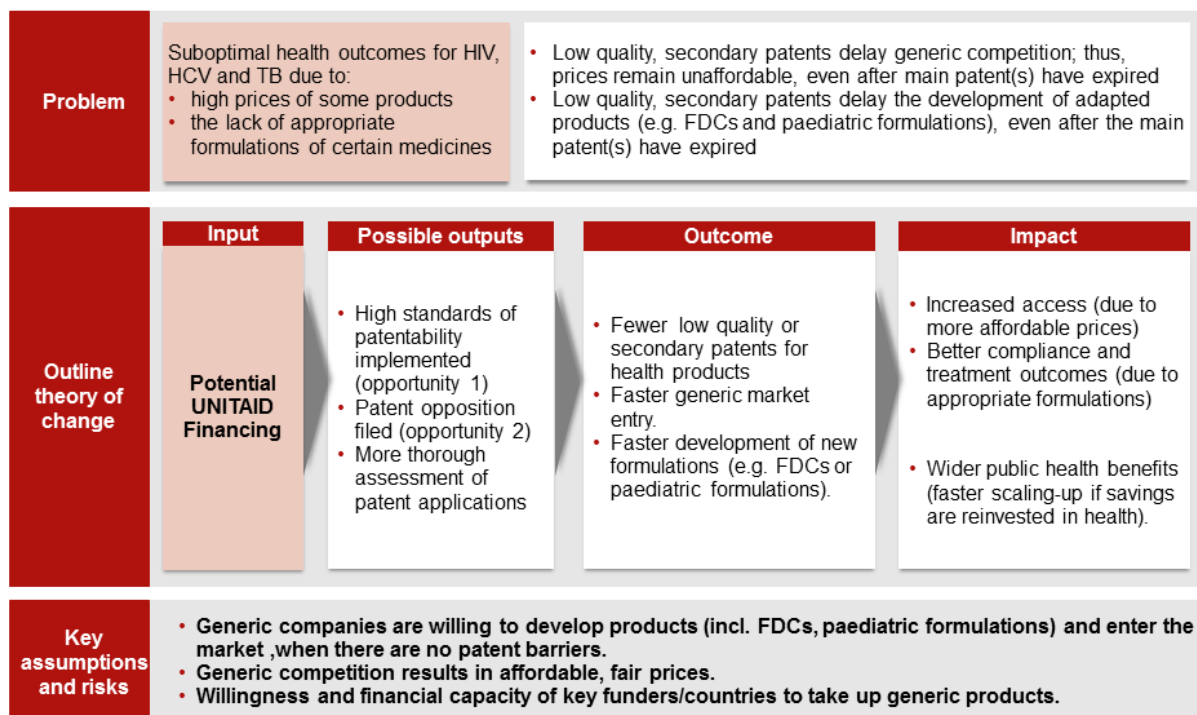 Problem
Suboptimal health outcomes for HIV,
HCV and TB due to:
• high prices of some products
• the lack of appropriate
formulations of certain medicines
• Low quality, secondary patents delay generic competition; thus,
prices remain unaffordable, even after main patent(s) have expired
• Low quality, secondary patents delay the development of adapted
products (e.g. FDCs and paediatric formulations), even after the main
patent(s) have expired
Outline
theory of
change
Input
Potential
UNITAID
Financing
Possible outputs
• High standards of
patentability
implemented
(opportunity 1)
• Patent opposition
filed (opportunity 2)
• More thorough
assessment of
patent applications
Outcome
• Fewer low quality or
secondary patents for
health products
• Faster generic market
entry.
• Faster development of new
formulations (e.g. FDCs or
paediatric formulations).
Impact
• Increased access (due to
more affordable prices)
• Better compliance and
treatment outcomes (due to
appropriate formulations)
• Wider public health benefits
(faster scaling-up if savings
are reinvested in health).
Key
assumptions
and risks
• Generic companies are willing to develop products (incl. FDCs, paediatric formulations) and enter the
market ,when there are no patent barriers.
• Generic competition results in affordable, fair prices.
• Willingness and financial capacity of key funders/countries to take up generic products.